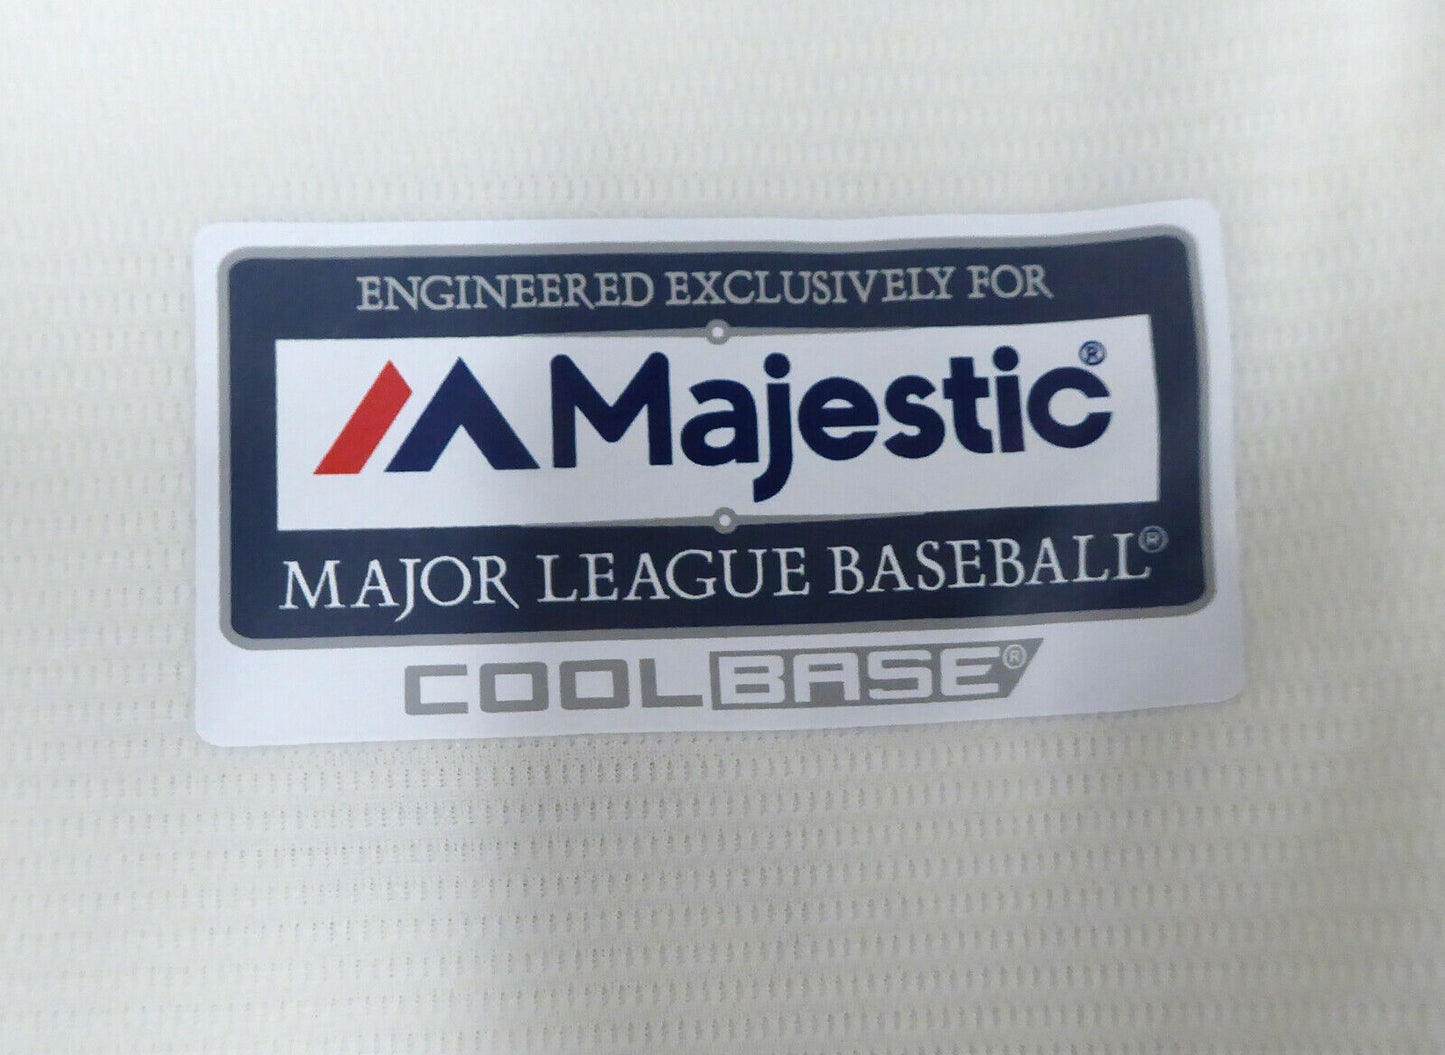 ENGINEERED EXCLUSIVELY FOR
Majestic®
MAJOR LEAGUE BASEBALL®
COOLBASE®